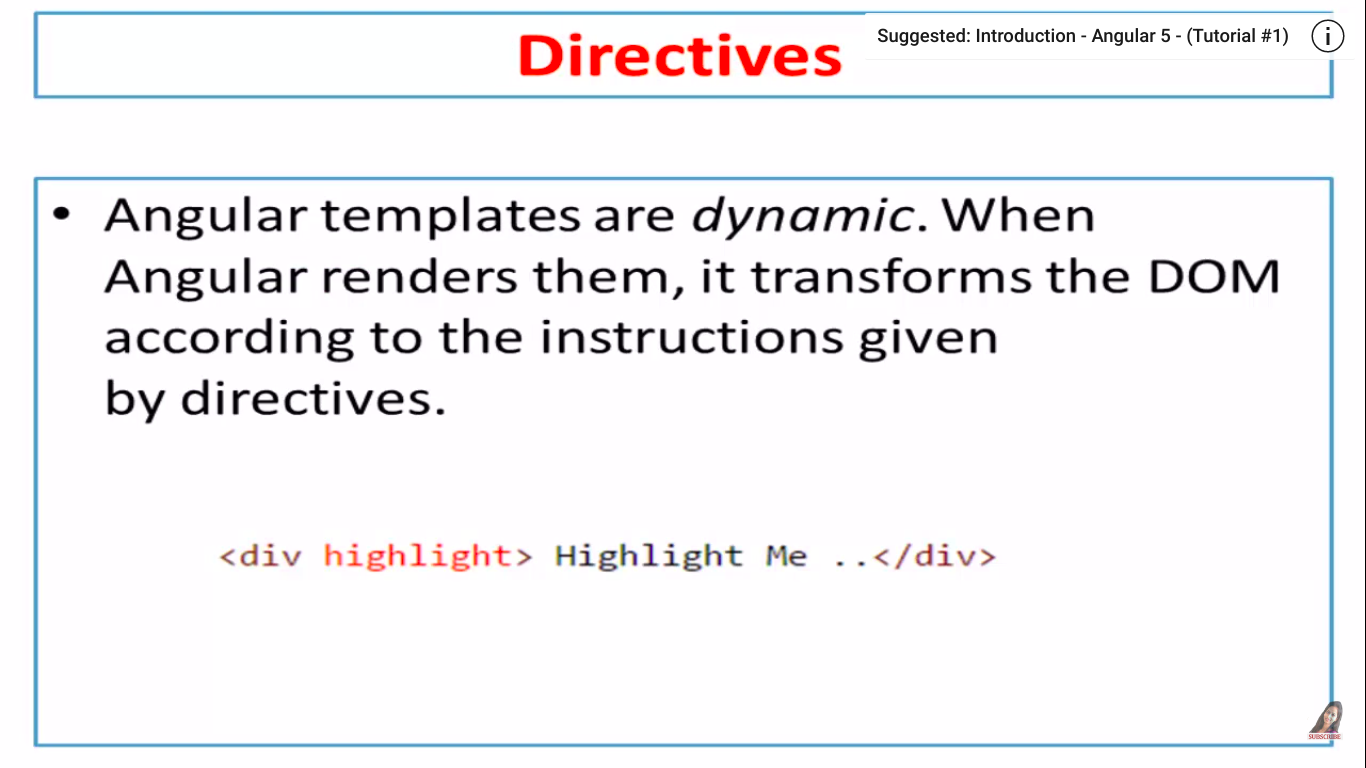 Directives
Suggested: Introduction - Angular 5 - (Tutorial #1)
• Angular templates are dynamic. When
Angular renders them, it transforms the DOM
according to the instructions given
by directives.
<div highlight> Highlight Me ..</div>
SUBSCRIBE